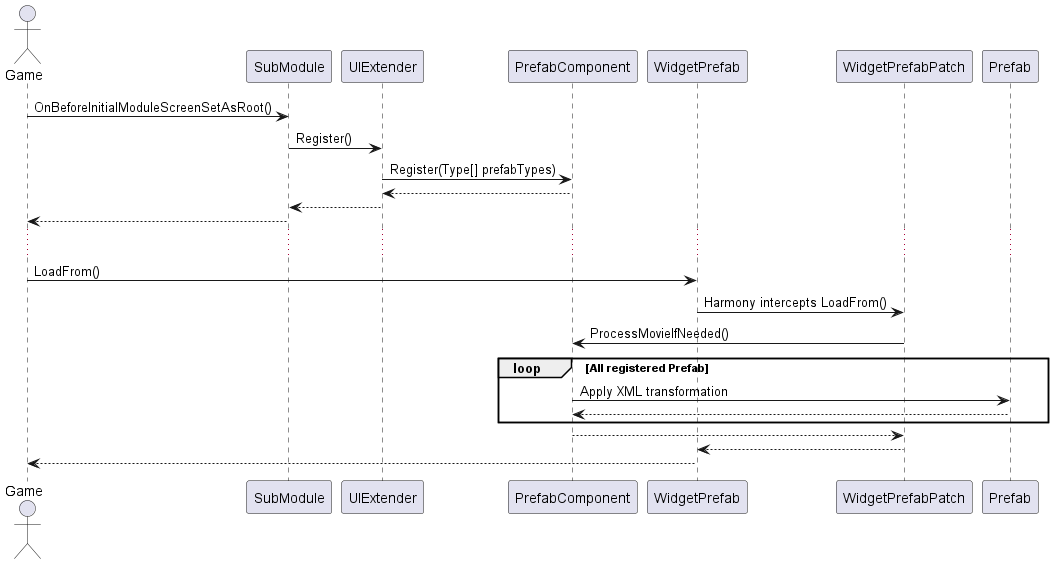 Game
SubModule
UIExtender
PrefabComponent
WidgetPrefab
WidgetPrefabPatch
Prefab
OnBeforeInitialModuleScreenSetAsRoot()
Register()
Register(Type[] prefabTypes)
LoadFrom()
Harmony intercepts LoadFrom()
ProcessMovieIfNeeded()
loop
[All registered Prefab]
Apply XML transformation
Game
SubModule
UIExtender
PrefabComponent
WidgetPrefab
WidgetPrefabPatch
Prefab